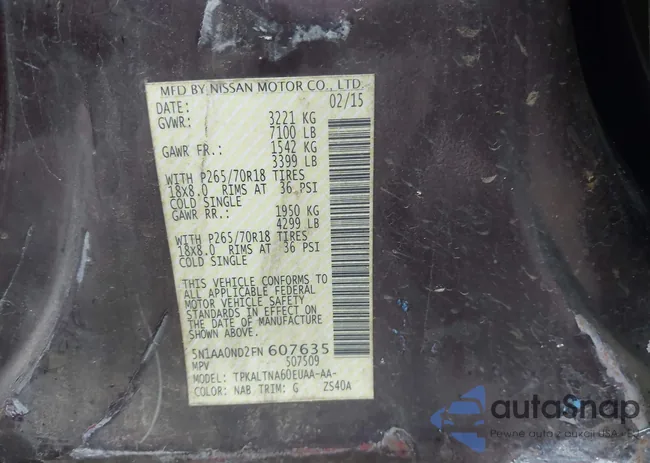 MFD BY NISSAN MOTOR CO., LTD.
DATE: 02/15
GVWR: 3221 KG
7100 LB
GAWR FR.: 1542 KG
3399 LB
WITH P265/70R18 TIRES
18X8.0 RIMS AT 36 PSI
COLD SINGLE
GAWR RR.: 1950 KG
4299 LB
WITH P265/70R18 TIRES
18X8.0 RIMS AT 36 PSI
COLD SINGLE
THIS VEHICLE CONFORMS TO
ALL APPLICABLE FEDERAL
MOTOR VEHICLE SAFETY
STANDARDS IN EFFECT ON
THE DATE OF MANUFACTURE
SHOWN ABOVE.
5N1AA0ND2FN 607635
MPV 507509
MODEL: TPKALTNA60EUAA-AA-
COLOR: NAB TRIM: G ZS40A
autaSnap
Pewne auto z aukcji USA